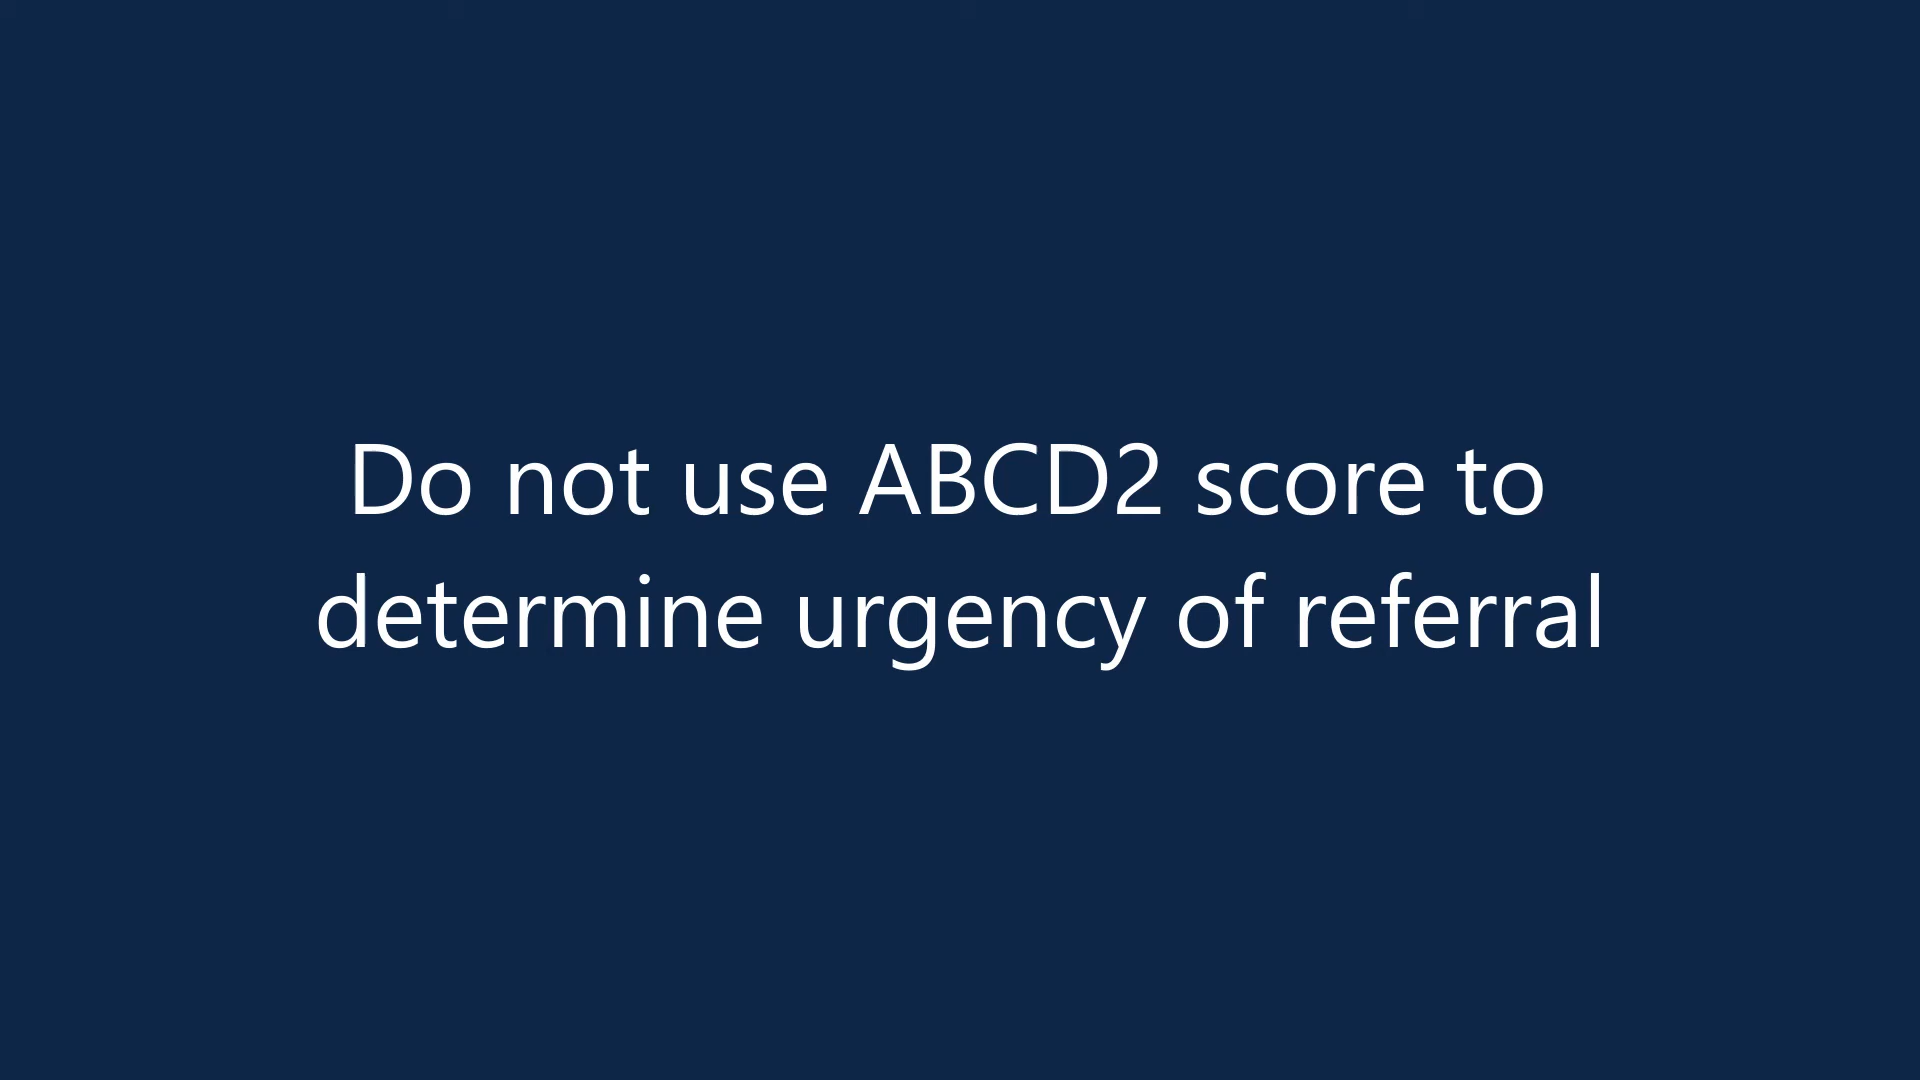 Do not use ABCD2 score to
determine urgency of referral